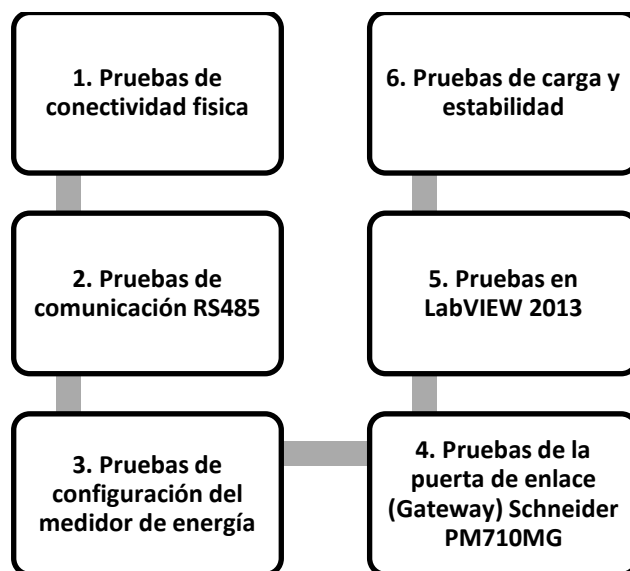 1. Pruebas de
conectividad fisica
2. Pruebas de
comunicación RS485
3. Pruebas de
configuración del
medidor de energía
4. Pruebas de la
puerta de enlace
(Gateway) Schneider
PM710MG
5. Pruebas en
LabVIEW 2013
6. Pruebas de carga y
estabilidad